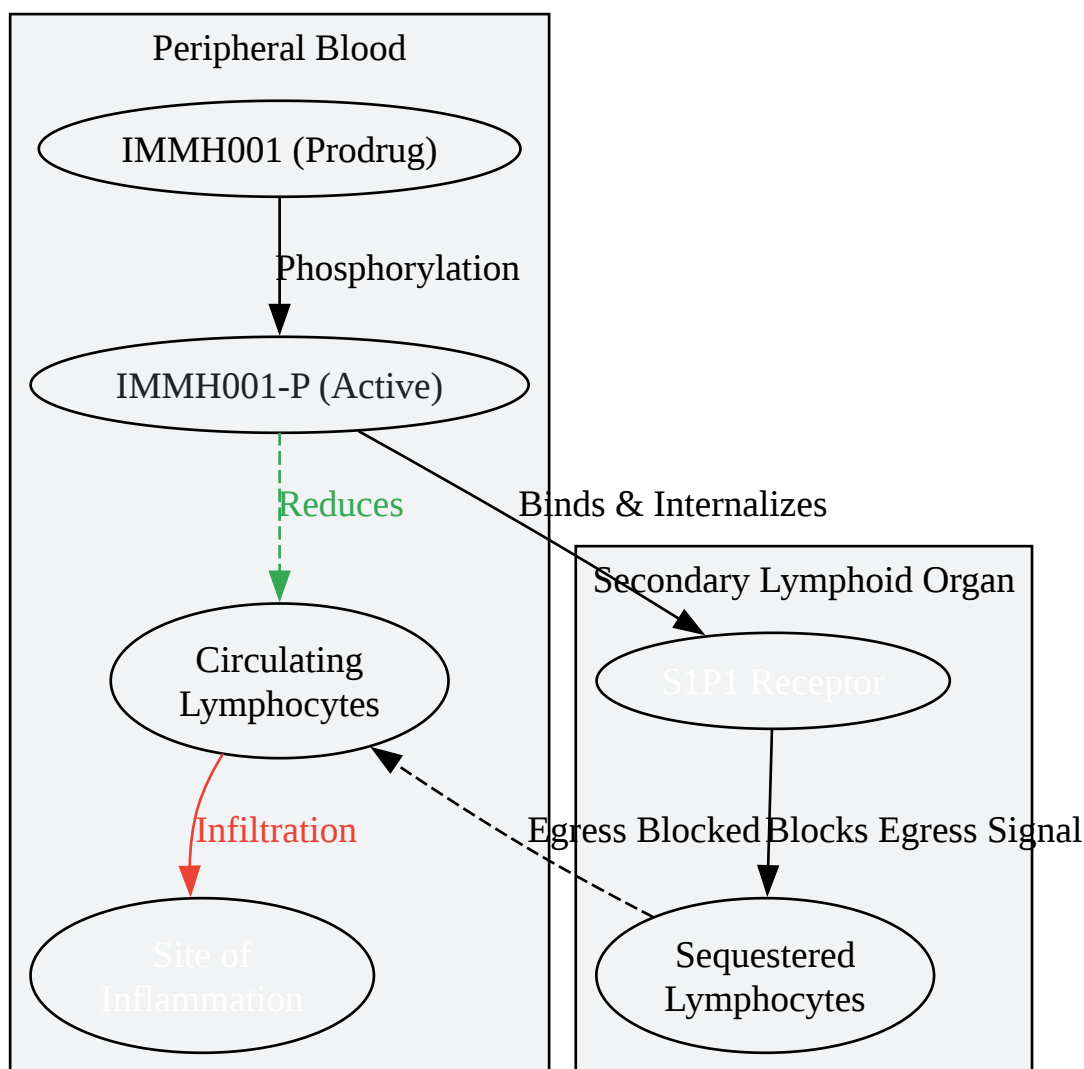 Peripheral Blood
IMMH001 (Prodrug)
Phosphorylation
IMMH001-P (Active)
Reduces
Binds & Internalizes
Secondary Lymphoid Organ
Circulating
Lymphocytes
S1P1 Receptor
Infiltration
Egress Blocked
Blocks Egress Signal
Site of
Inflammation
Sequestered
Lymphocytes